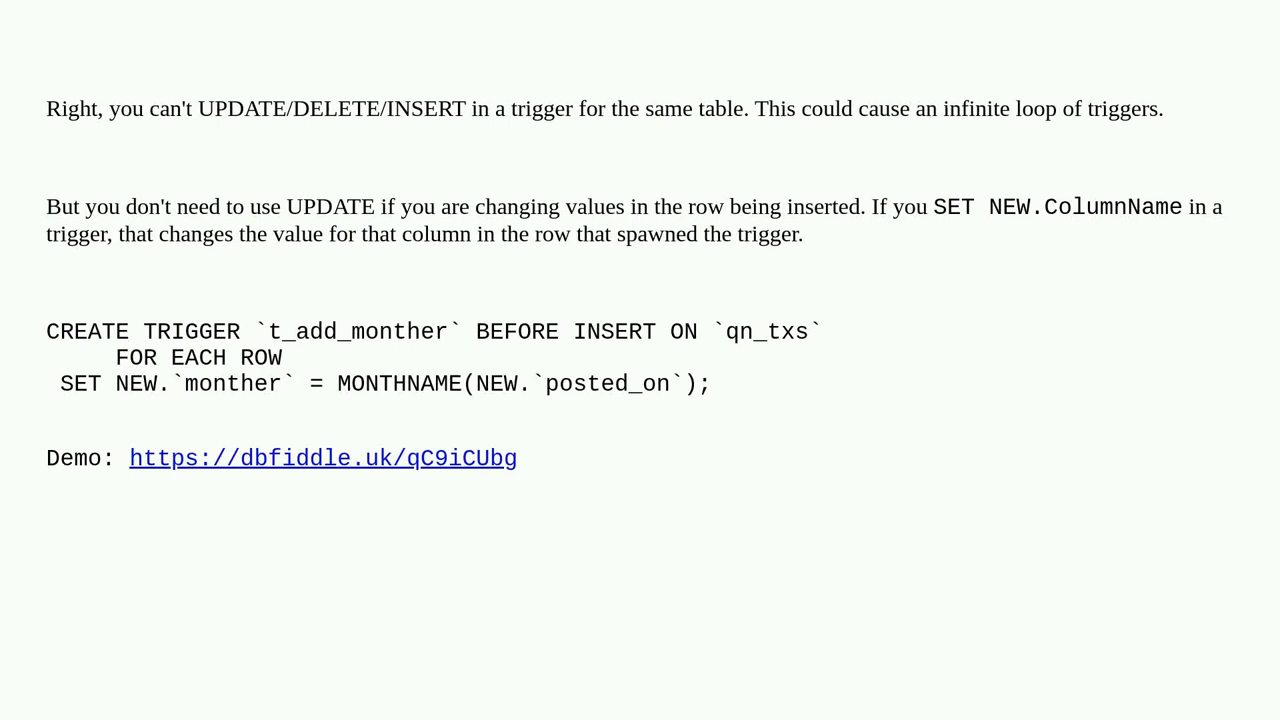 Right, you can't UPDATE/DELETE/INSERT in a trigger for the same table. This could cause an infinite loop of triggers.
But you don't need to use UPDATE if you are changing values in the row being inserted. If you SET NEW.ColumnName in a
trigger, that changes the value for that column in the row that spawned the trigger.
CREATE TRIGGER `t_add_monther` BEFORE INSERT ON `qn_txs`
FOR EACH ROW
SET NEW.`monther` = MONTHNAME(NEW.`posted_on`);
Demo: https://dbfiddle.uk/qC9iCUbg